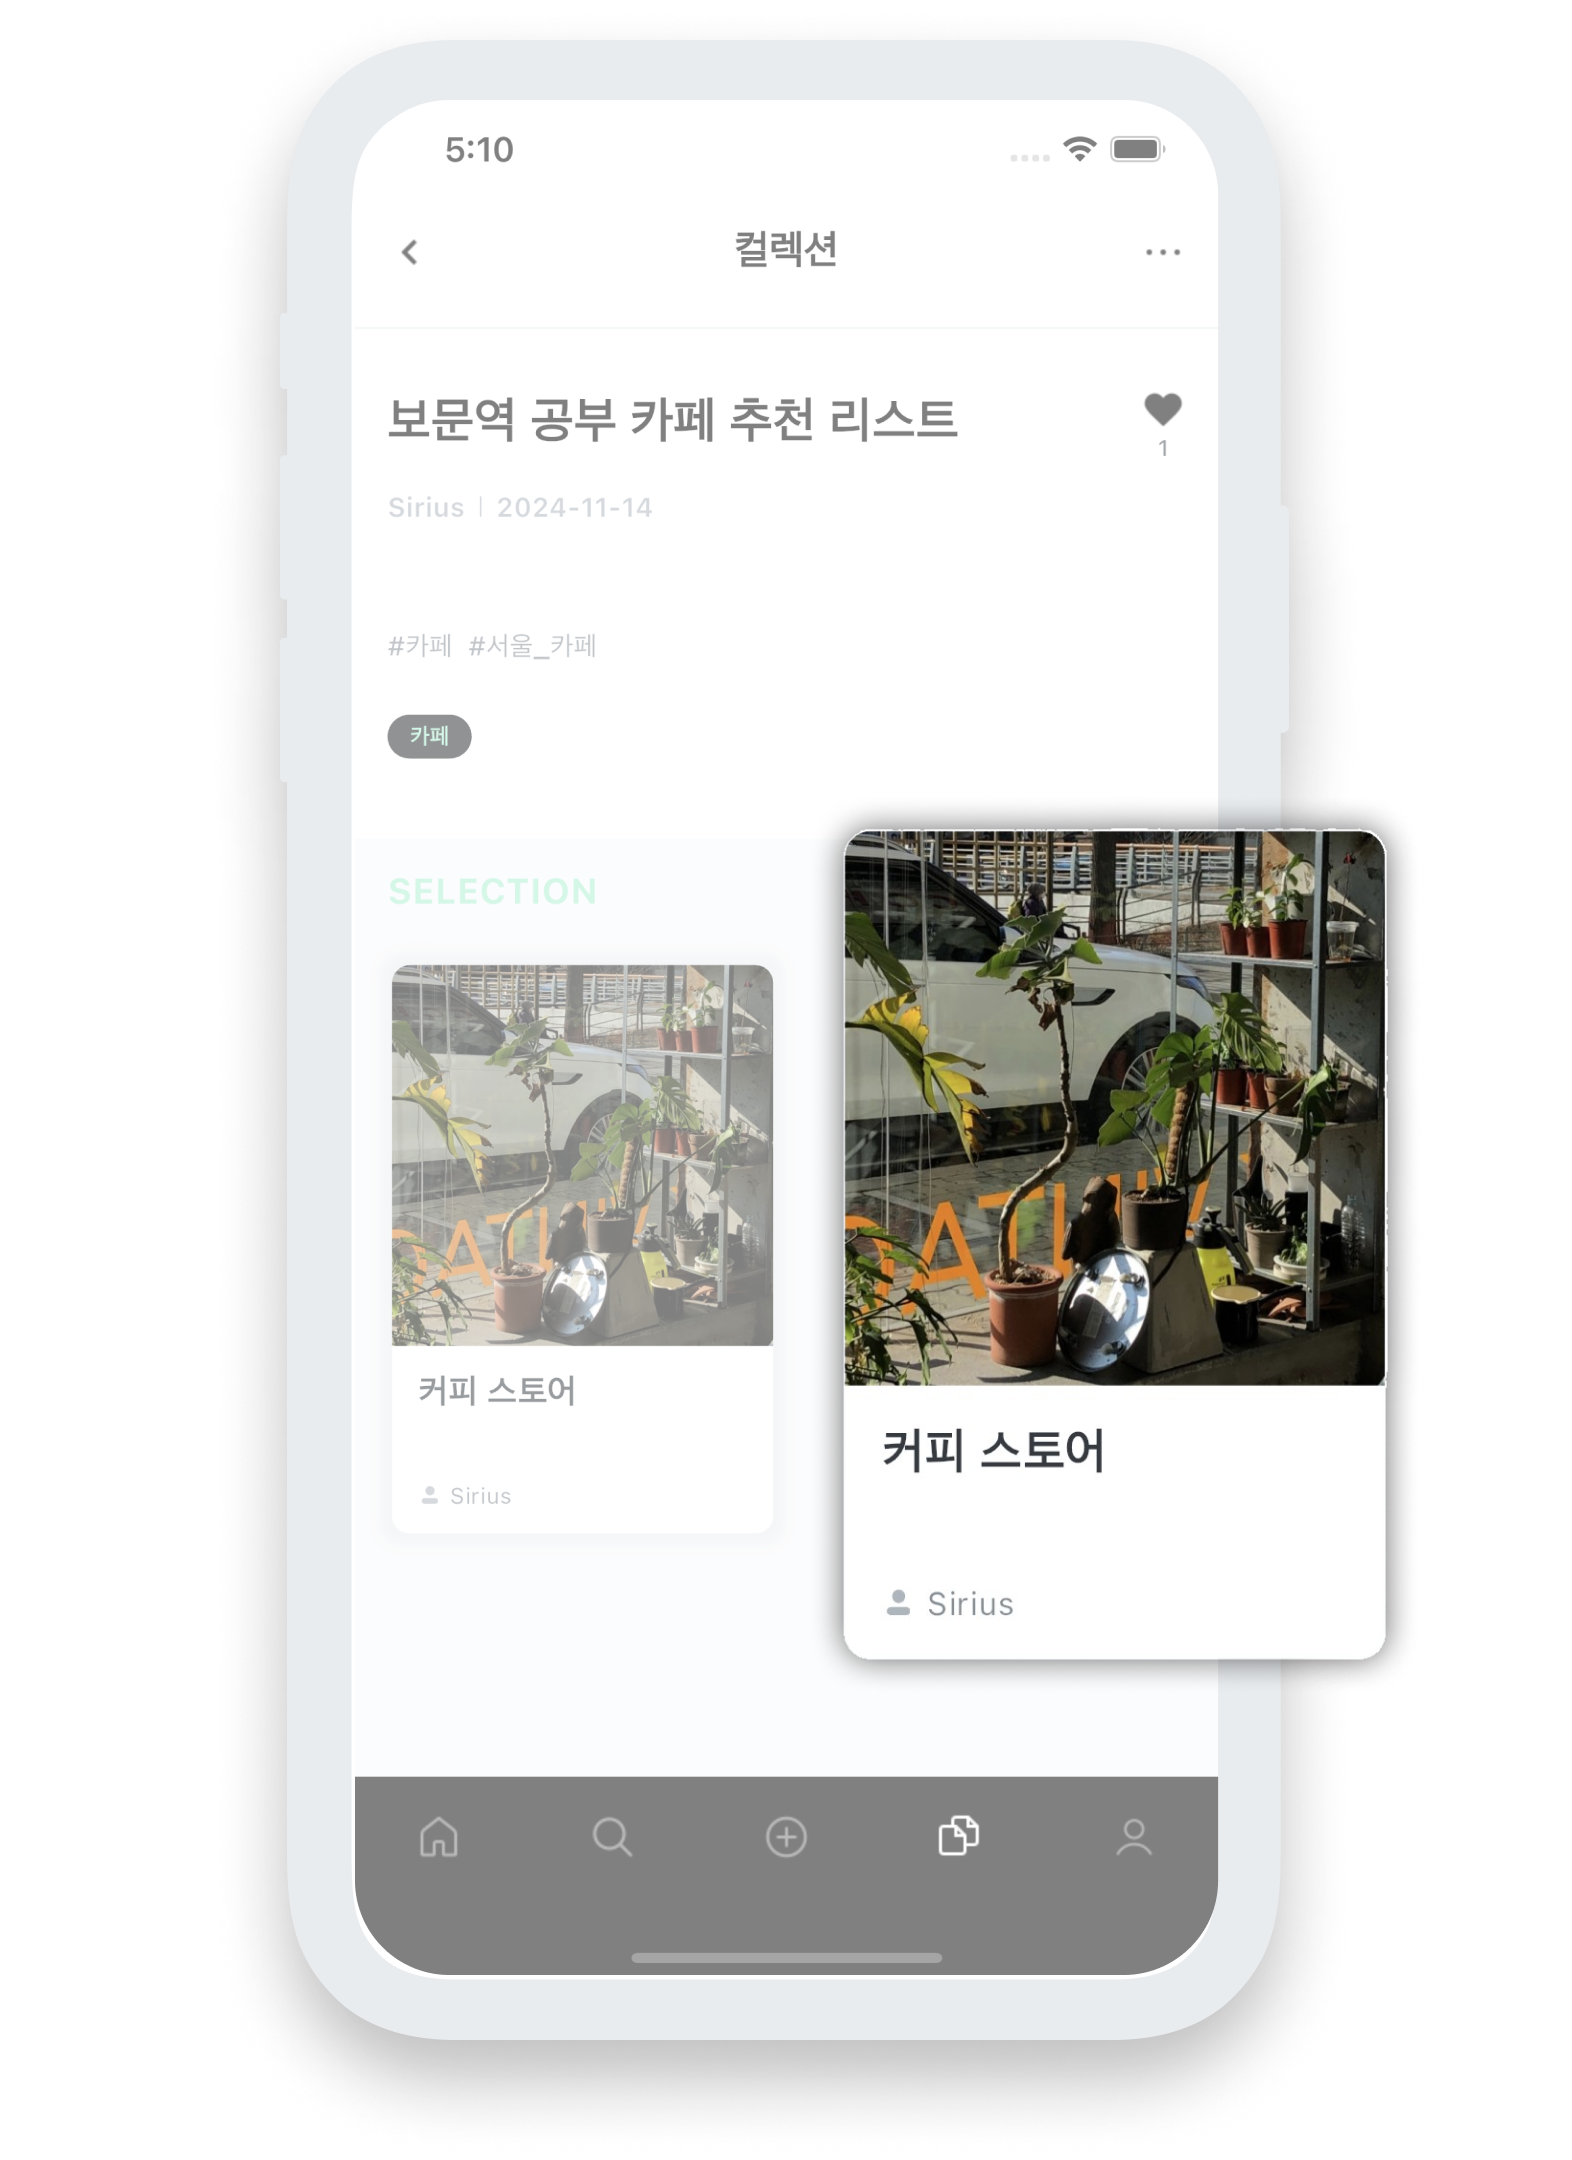 5:10
컬렉션
보문역 공부 카페 추천 리스트
1
Sirius | 2024-11-14
#카페 #서울_카페
카페
SELECTION
커피 스토어
Sirius
커피 스토어
Sirius